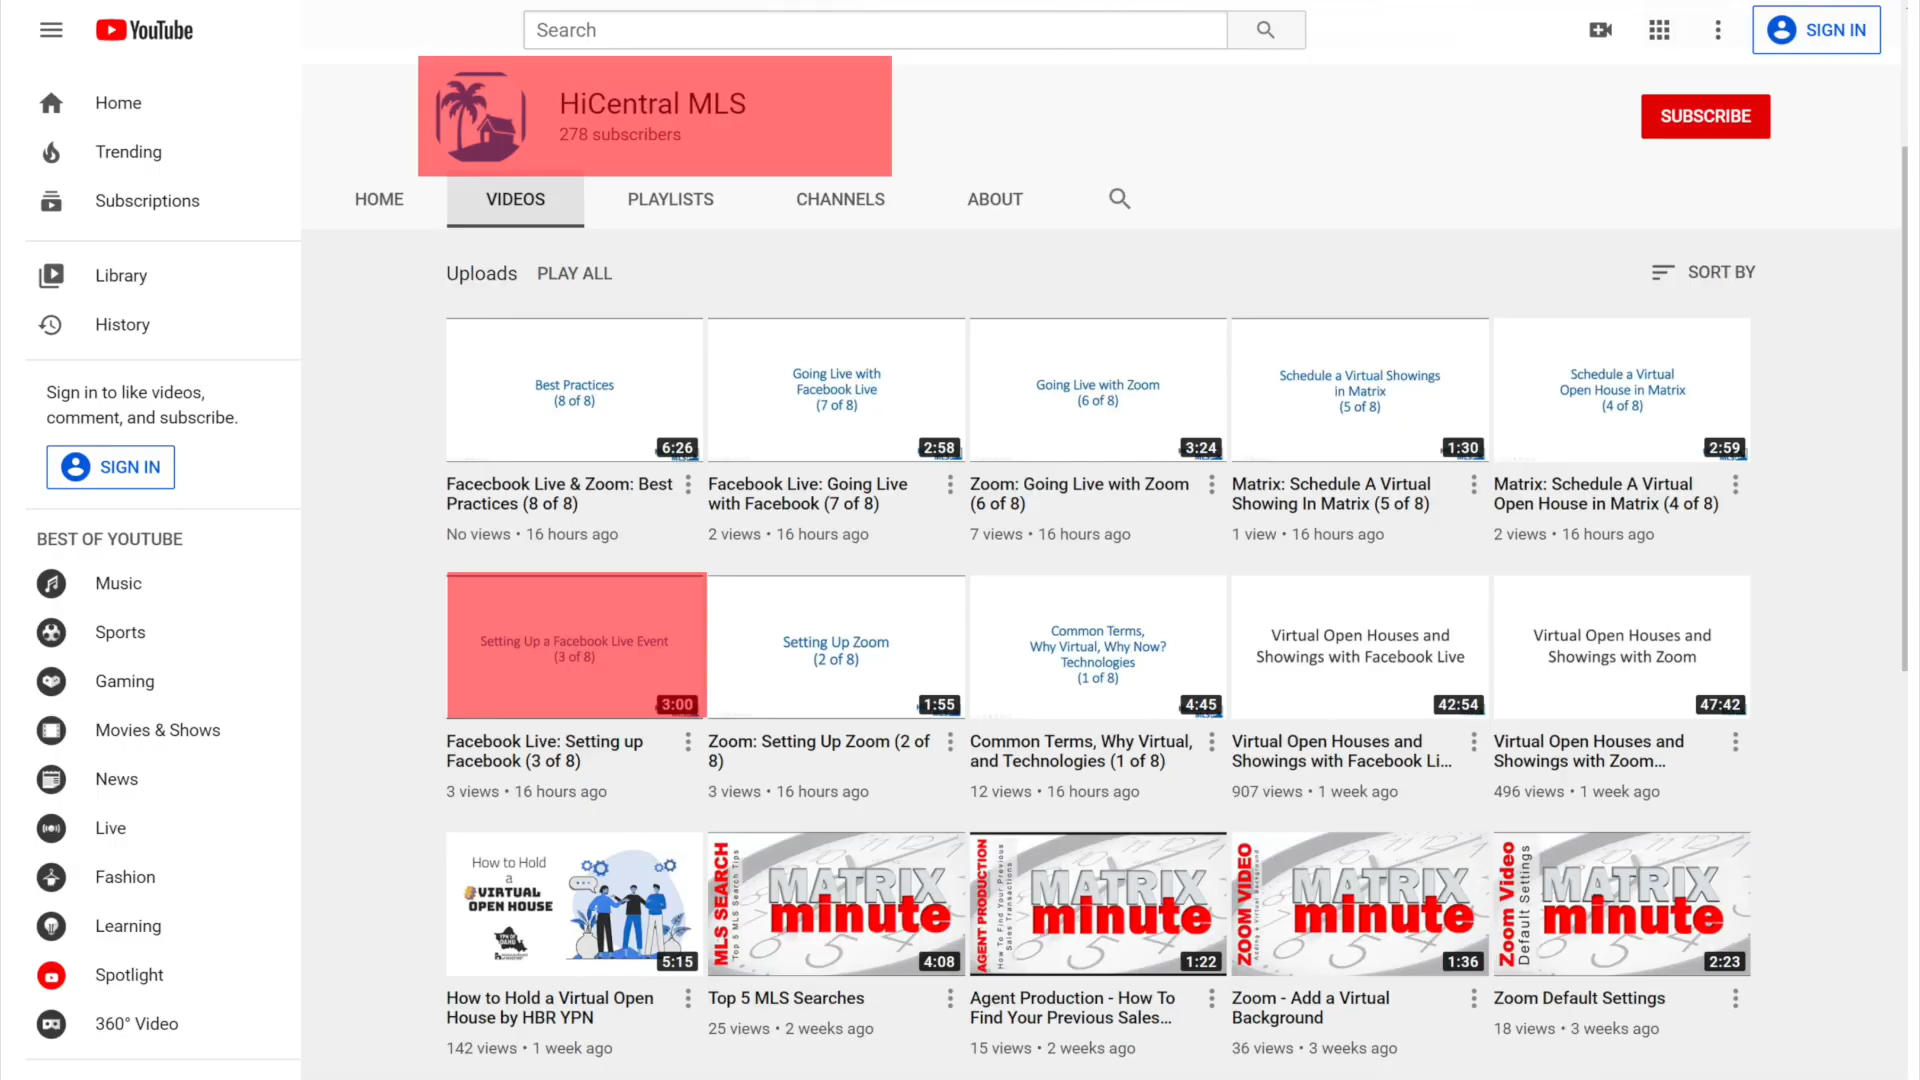 YouTube
Search
SIGN IN
Home
Trending
Subscriptions
Library
History
Sign in to like videos,
comment, and subscribe.
SIGN IN
BEST OF YOUTUBE
Music
Sports
Gaming
Movies & Shows
News
Live
Fashion
Learning
Spotlight
360° Video
HiCentral MLS
278 subscribers
SUBSCRIBE
HOME
VIDEOS
PLAYLISTS
CHANNELS
ABOUT
Uploads PLAY ALL
SORT BY
Best Practices
(8 of 8)
6:26
Facecbook Live & Zoom: Best
Practices (8 of 8)
No views • 16 hours ago
Going Live with
Facebook Live
(7 of 8)
2:58
Facebook Live: Going Live
with Facebook (7 of 8)
2 views • 16 hours ago
Going Live with Zoom
(6 of 8)
3:24
Zoom: Going Live with Zoom
(6 of 8)
7 views • 16 hours ago
Schedule a Virtual Showings
in Matrix
(5 of 8)
1:30
Matrix: Schedule A Virtual
Showing In Matrix (5 of 8)
1 view • 16 hours ago
Schedule a Virtual
Open House in Matrix
(4 of 8)
2:59
Matrix: Schedule A Virtual
Open House in Matrix (4 of 8)
2 views • 16 hours ago
Setting Up a Facebook Live Event
(3 of 8)
3:00
Facebook Live: Setting up
Facebook (3 of 8)
3 views • 16 hours ago
Setting Up Zoom
(2 of 8)
1:55
Zoom: Setting Up Zoom (2 of
8)
3 views • 16 hours ago
Common Terms,
Why Virtual, Why Now?
Technologies
(1 of 8)
4:45
Common Terms, Why Virtual,
and Technologies (1 of 8)
12 views • 16 hours ago
Virtual Open Houses and
Showings with Facebook Live
42:54
Virtual Open Houses and
Showings with Facebook Li...
907 views • 1 week ago
Virtual Open Houses and
Showings with Zoom
47:42
Virtual Open Houses and
Showings with Zoom...
496 views • 1 week ago
How to Hold
a
VIRTUAL
OPEN HOUSE
5:15
How to Hold a Virtual Open
House by HBR YPN
142 views • 1 week ago
MLS SEARCH
Top 5 MLS Search Tips
MATRIX
minute
4:08
Top 5 MLS Searches
25 views • 2 weeks ago
AGENT PRODUCTION
How To Find Your Previous
Sales Transactions
MATRIX
minute
1:22
Agent Production - How To
Find Your Previous Sales...
15 views • 2 weeks ago
ZOOM VIDEO
Adding a Virtual Background
MATRIX
minute
1:36
Zoom - Add a Virtual
Background
36 views • 3 weeks ago
Zoom Video
Default Settings
MATRIX
minute
2:23
Zoom Default Settings
18 views • 3 weeks ago